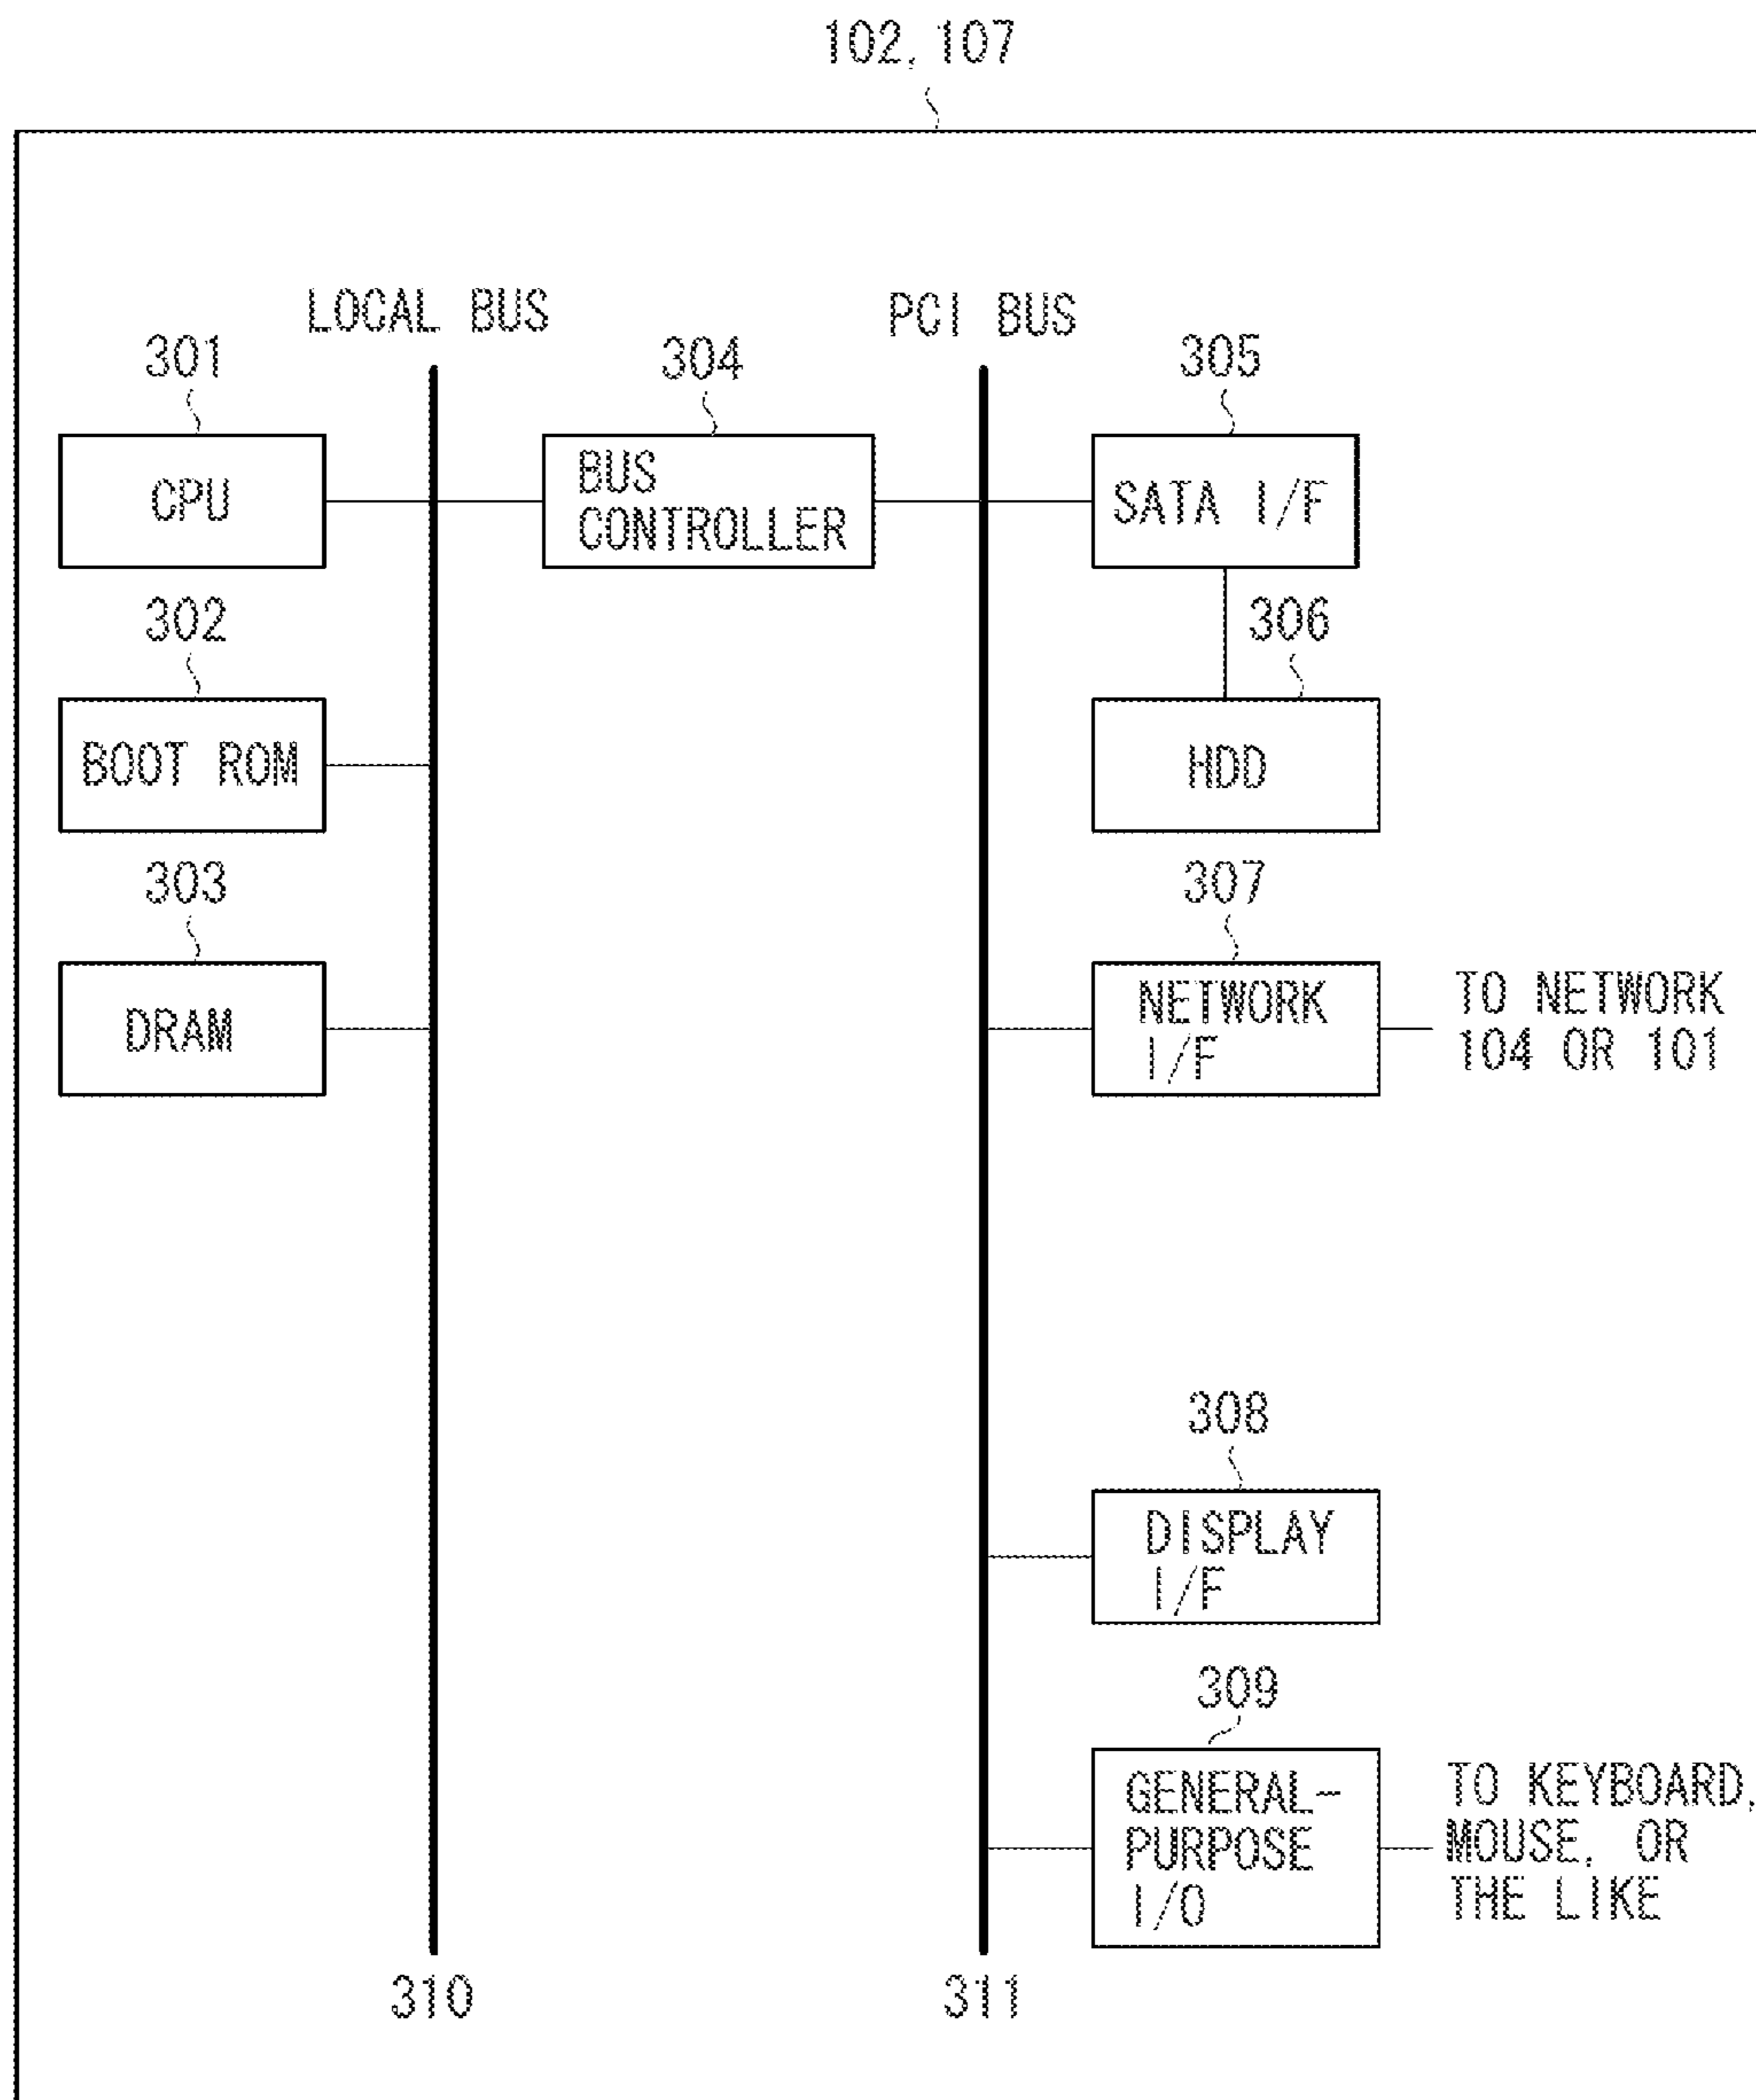 102, 107
LOCAL BUS
PCI BUS
301
304
305
CPU
BUS
CONTROLLER
SATA I/F
302
306
BOOT ROM
HDD
303
307
DRAM
NETWORK
I/F
TO NETWORK
104 OR 101
308
DISPLAY
I/F
309
GENERAL-
PURPOSE
I/O
TO KEYBOARD,
MOUSE, OR
THE LIKE
310
311